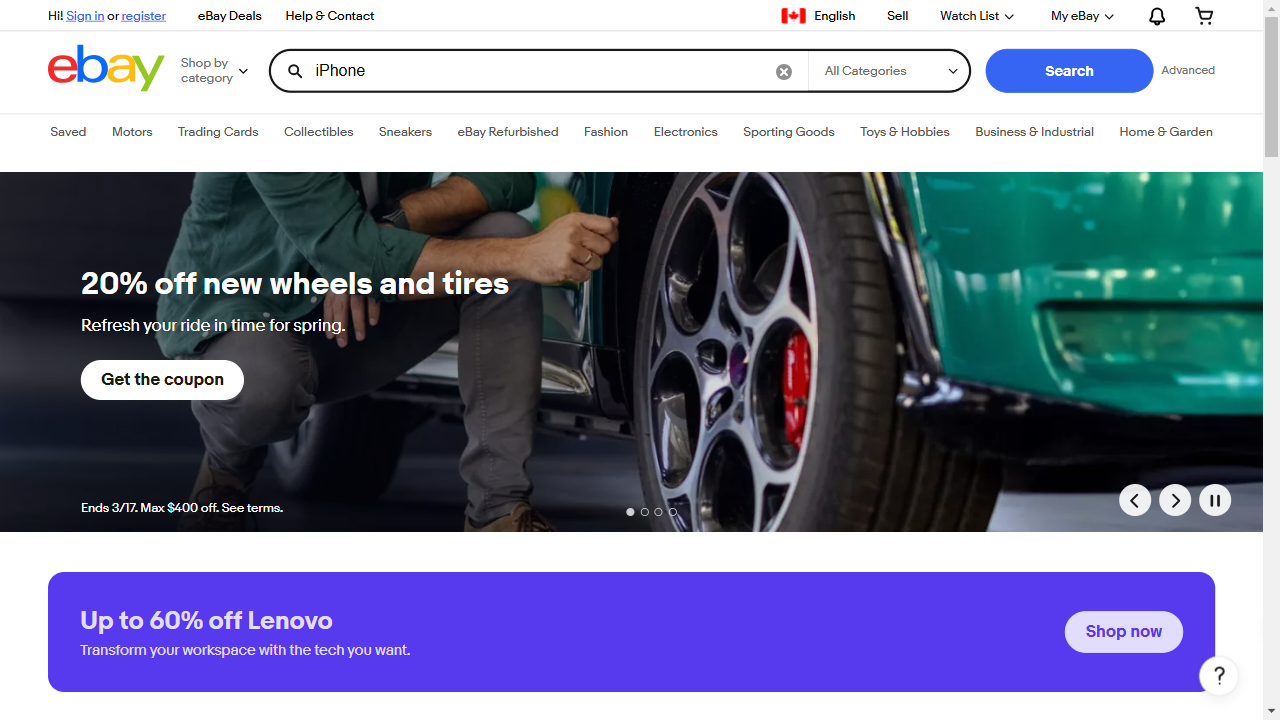 Hi! Sign in or register
eBay Deals
Help & Contact
English
Sell
Watch List
My eBay
ebay
Shop by
category
iPhone
All Categories
Search
Advanced
Saved
Motors
Trading Cards
Collectibles
Sneakers
eBay Refurbished
Fashion
Electronics
Sporting Goods
Toys & Hobbies
Business & Industrial
Home & Garden
20% off new wheels and tires
Refresh your ride in time for spring.
Get the coupon
Ends 3/17. Max $400 off. See terms.
Up to 60% off Lenovo
Transform your workspace with the tech you want.
Shop now
?